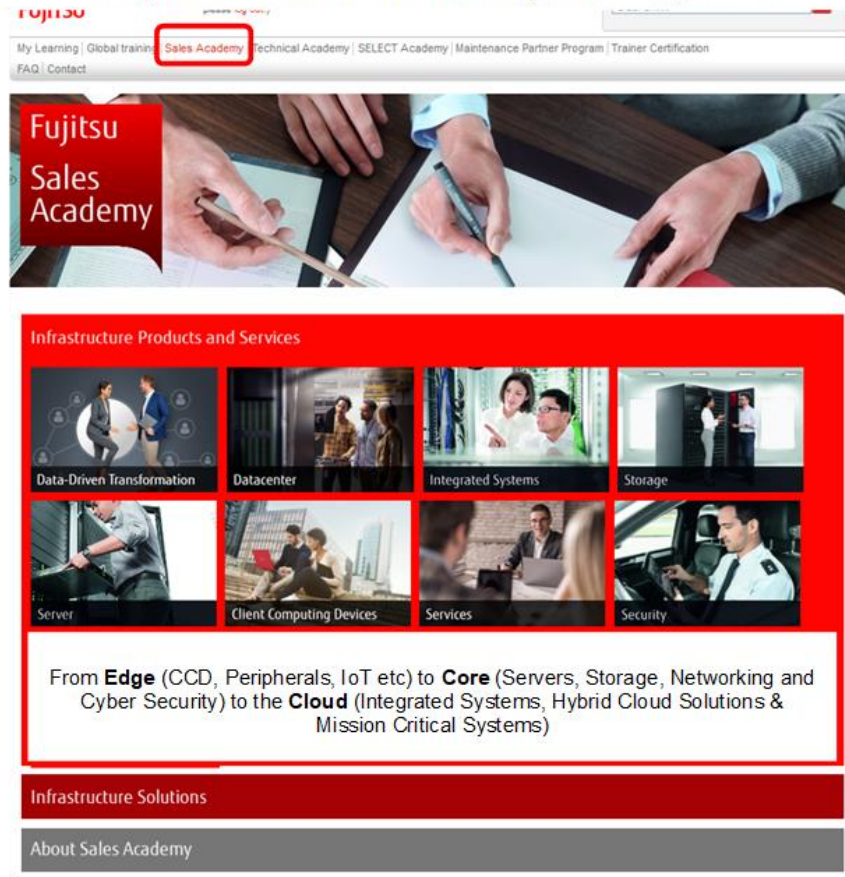 FUJITSU
My Learning | Global training | Sales Academy | Technical Academy | SELECT Academy | Maintenance Partner Program | Trainer Certification
FAQ | Contact
Fujitsu
Sales
Academy
Infrastructure Products and Services
Data-Driven Transformation
Datacenter
Integrated Systems
Storage
Server
Client Computing Devices
Services
Security
From Edge (CCD, Peripherals, IoT etc) to Core (Servers, Storage, Networking and
Cyber Security) to the Cloud (Integrated Systems, Hybrid Cloud Solutions &
Mission Critical Systems)
Infrastructure Solutions
About Sales Academy